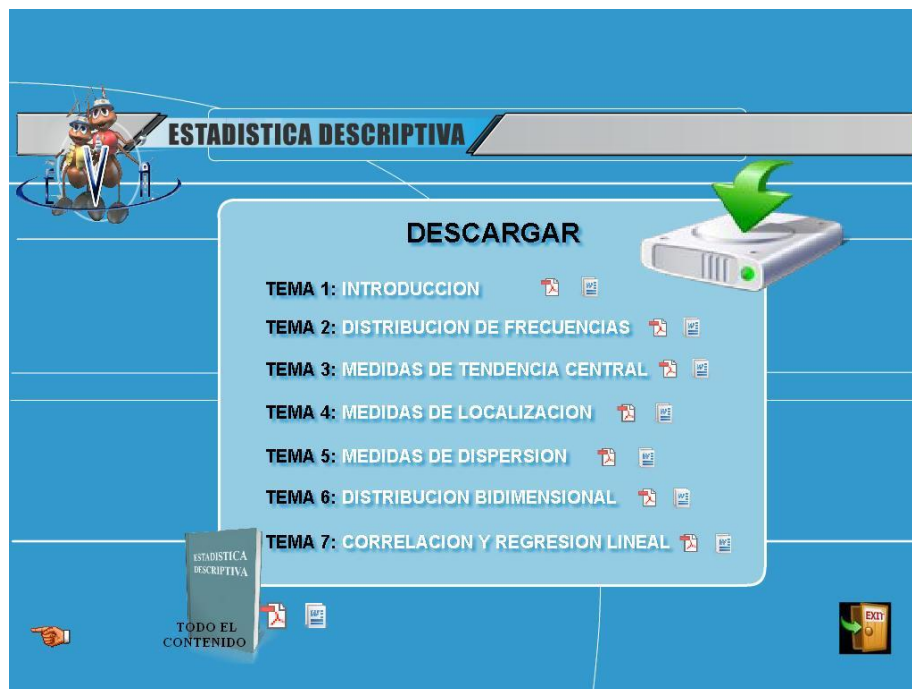 ESTADISTICA DESCRIPTIVA
EVA
DESCARGAR
TEMA 1: INTRODUCCION
TEMA 2: DISTRIBUCION DE FRECUENCIAS
TEMA 3: MEDIDAS DE TENDENCIA CENTRAL
TEMA 4: MEDIDAS DE LOCALIZACION
TEMA 5: MEDIDAS DE DISPERSION
TEMA 6: DISTRIBUCION BIDIMENSIONAL
TEMA 7: CORRELACION Y REGRESION LINEAL
ESTADISTICA
DESCRIPTIVA
TODO EL
CONTENIDO
EXIT